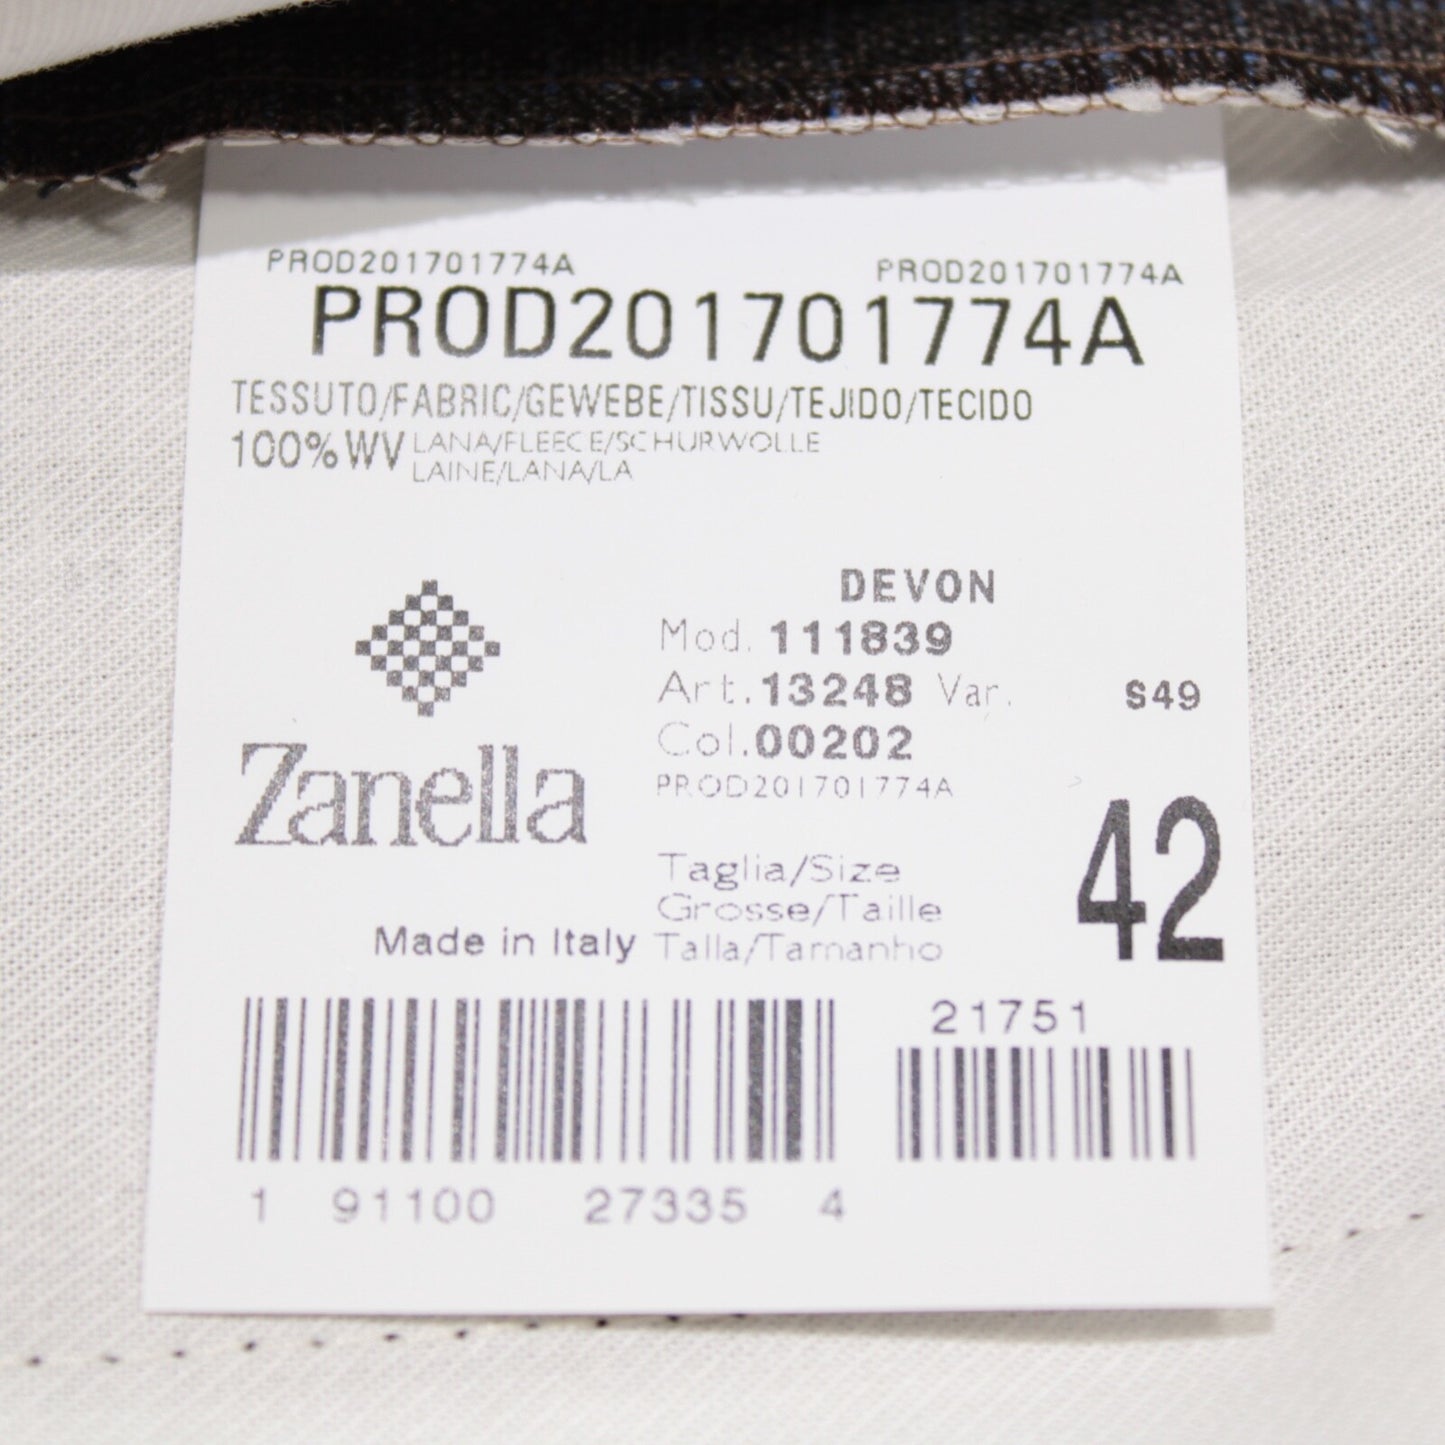 PROD201701774A PROD201701774A
PROD201701774A
TESSUTO/FABRIC/GEWEBE/TISSU/TEJIDO/TECIDO
100%WV LANA/FLEECE/SCHURWOLLE
LAINE/LANA/LA
DEVON
Mod. 111839
Art. 13248 Var. S49
Col. 00202
PROD201701774A
Zanella
Made in Italy
Taglia/Size
Grosse/Taille
Talla/Tamanho
42
21751
1 91100 27335 4